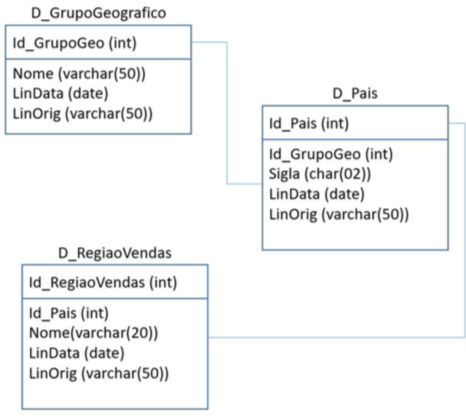 D_GrupoGeografico
Id_GrupoGeo (int)
Nome (varchar(50))
LinData (date)
LinOrig (varchar(50))
D_Pais
Id_Pais (int)
Id_GrupoGeo (int)
Sigla (char(02))
LinData (date)
LinOrig (varchar(50))
D_RegiaoVendas
Id_RegiaoVendas (int)
Id_Pais (int)
Nome(varchar(20))
LinData (date)
LinOrig (varchar(50))